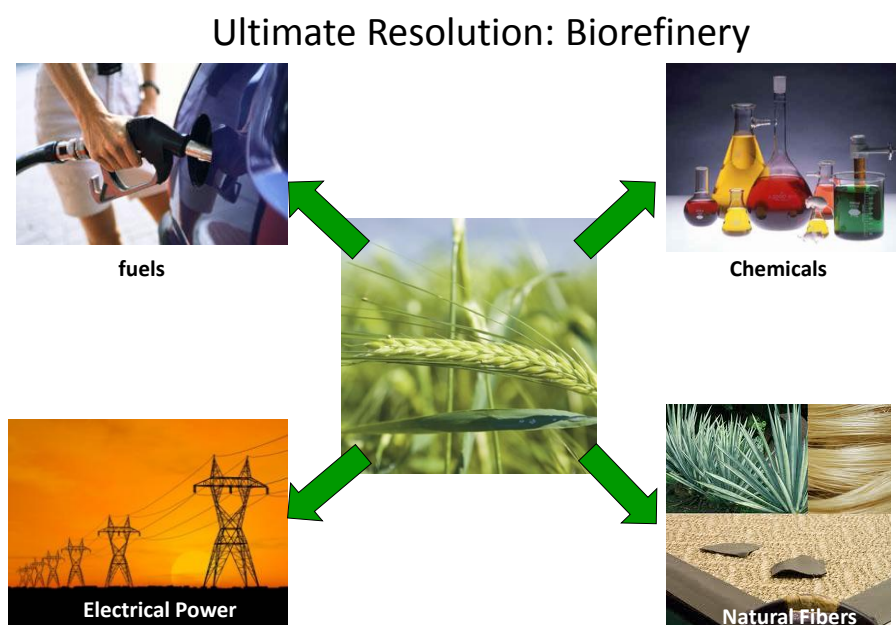 Ultimate Resolution: Biorefinery
fuels
Chemicals
Electrical Power
Natural Fibers